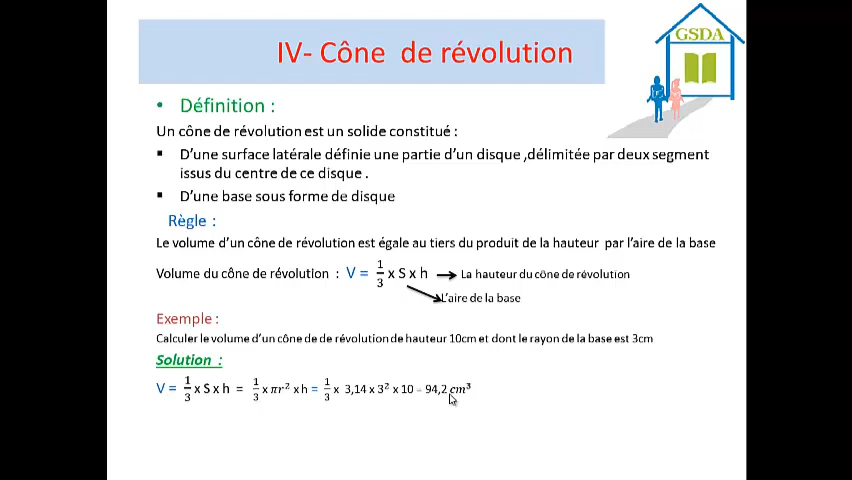 GSDA
IV- Cône de révolution
• Définition :
Un cône de révolution est un solide constitué :
▪ D'une surface latérale définie une partie d'un disque ,délimitée par deux segment
issus du centre de ce disque .
▪ D'une base sous forme de disque
Règle :
Le volume d'un cône de révolution est égale au tiers du produit de la hauteur par l'aire de la base
Volume du cône de révolution : V = 1/3 x S x h → La hauteur du cône de révolution
L'aire de la base
Exemple :
Calculer le volume d'un cône de de révolution de hauteur 10cm et dont le rayon de la base est 3cm
Solution :
V = 1/3 x S x h = 1/3 x πr² x h = 1/3 x 3,14 x 3² x 10 = 94,2 cm³